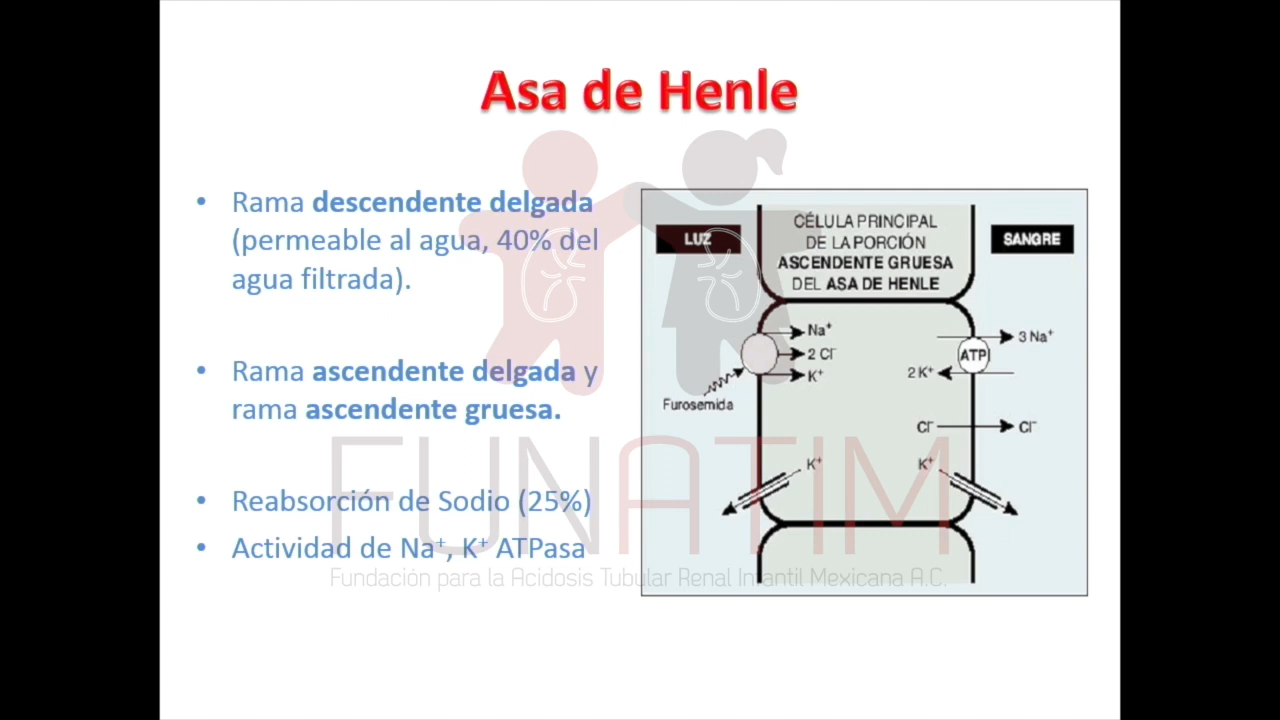 Asa de Henle
• Rama descendente delgada
(permeable al agua, 40% del
agua filtrada).
• Rama ascendente delgada y
rama ascendente gruesa.
• Reabsorción de Sodio (25%)
• Actividad de Na⁺, K⁺ ATPasa
LUZ
CÉLULA PRINCIPAL
DE LA PORCIÓN
ASCENDENTE GRUESA
DEL ASA DE HENLE
SANGRE
Na⁺
2 Cl⁻
K⁺
Furosemida
ATP
3 Na⁺
2 K⁺
Cl⁻
Cl⁻
K⁺
K⁺
FUNATIM
Fundación para la Acidosis Tubular Renal Infantil Mexicana A.C.